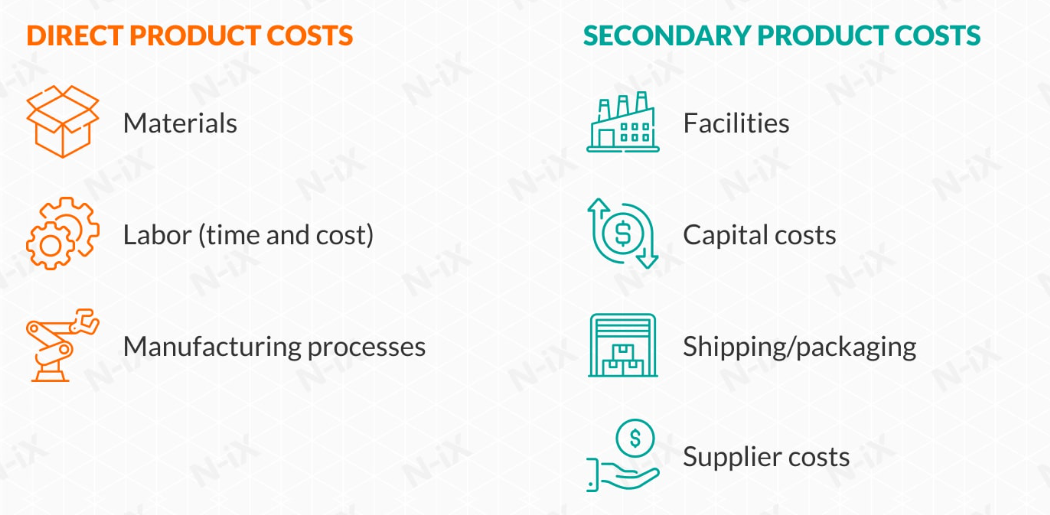 DIRECT PRODUCT COSTS
Materials
Labor (time and cost)
Manufacturing processes
SECONDARY PRODUCT COSTS
Facilities
Capital costs
Shipping/packaging
$
Supplier costs
N-iX